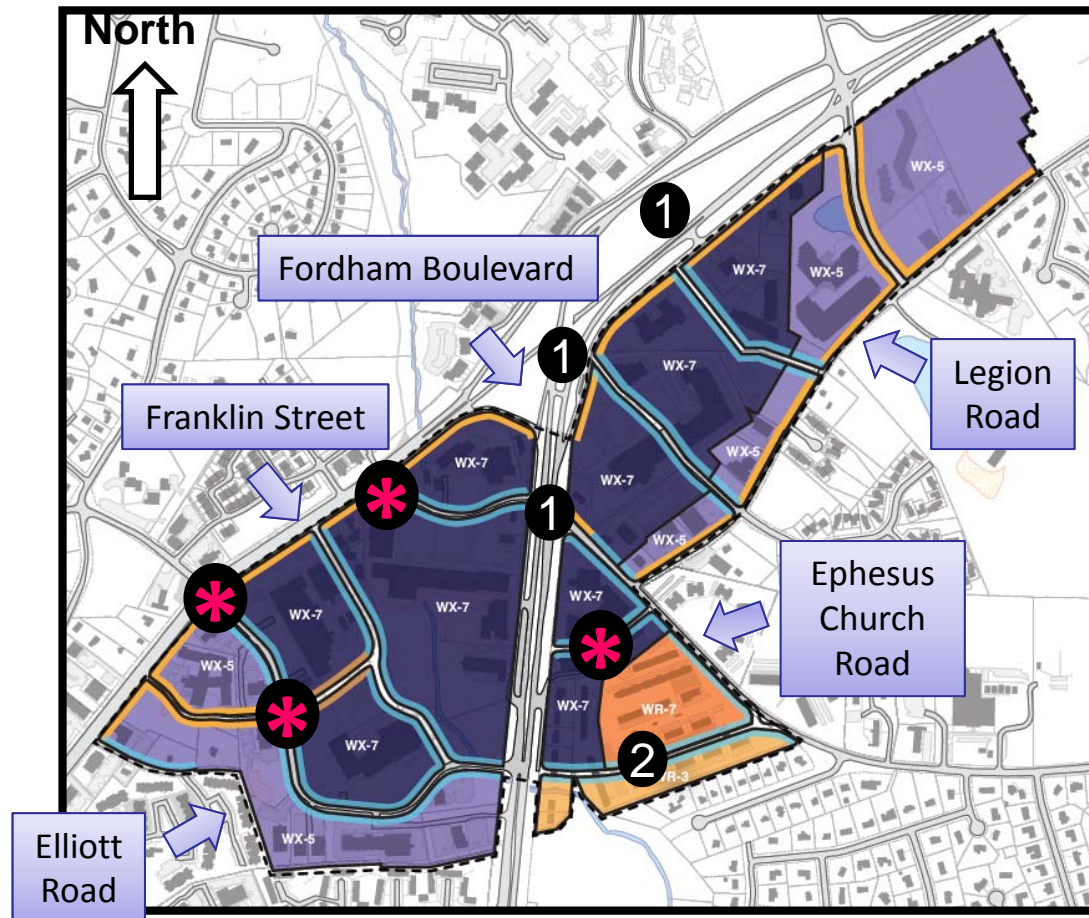 North
WX-5
1
WX-7
WX-5
Fordham Boulevard
1
WX-7
Legion
Road
Franklin Street
WX-7
WX-5
*
WX-7
1
WX-5
Ephesus
Church
Road
WX-7
*
WX-7
WX-7
*
WX-5
*
WX-7
WR-7
WX-7
2
WR-3
WX-5
Elliott
Road